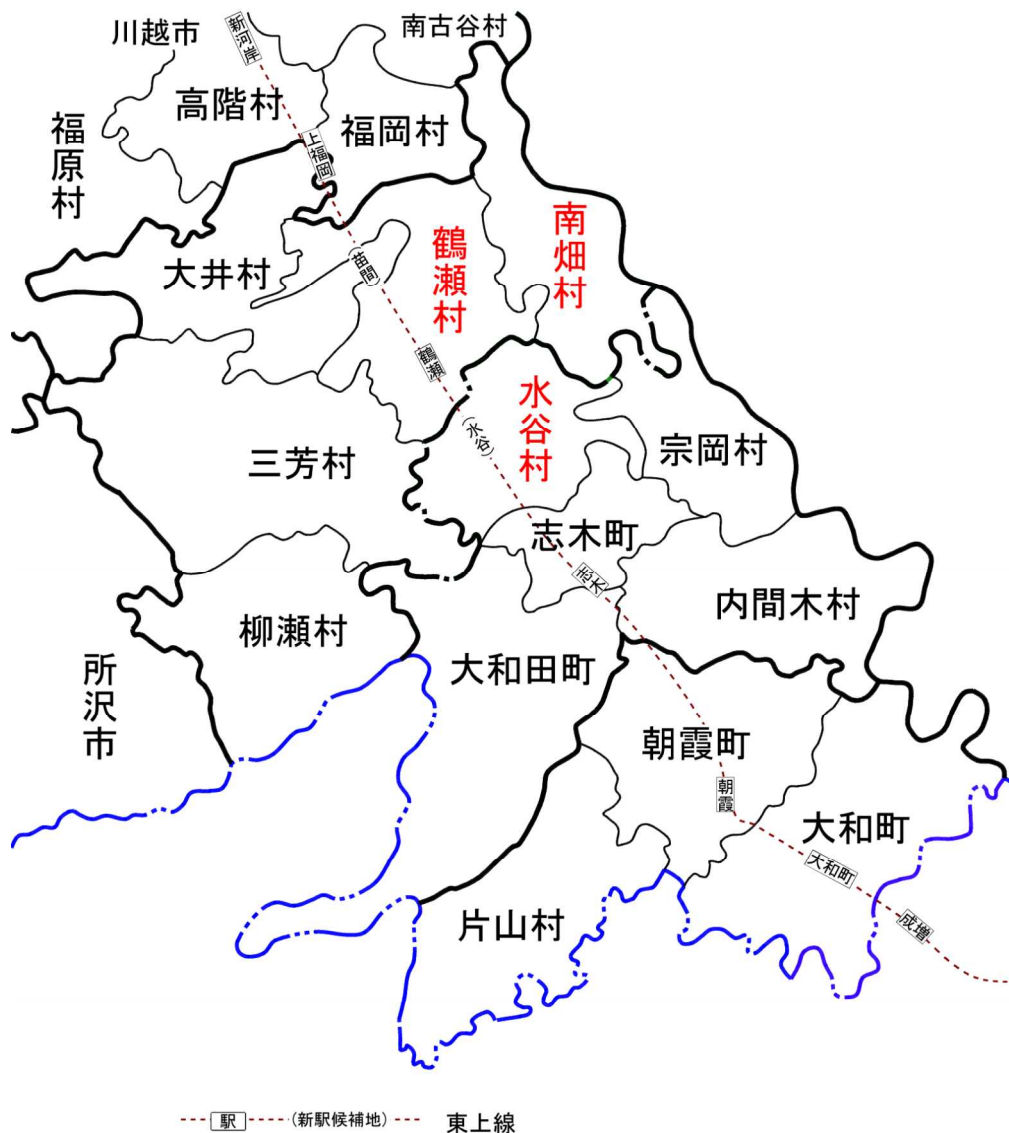 川越市
新河岸
南古谷村
高階村
福岡村
福原村
上福岡
大井村
(苗間)
鶴瀬村
南畑村
鶴瀬
水谷村
(水谷)
三芳村
宗岡村
志木町
志木
内間木村
柳瀬村
大和田町
所沢市
朝霞町
朝霞
大和町
大和町
成増
片山村
駅 (新駅候補地) 東上線